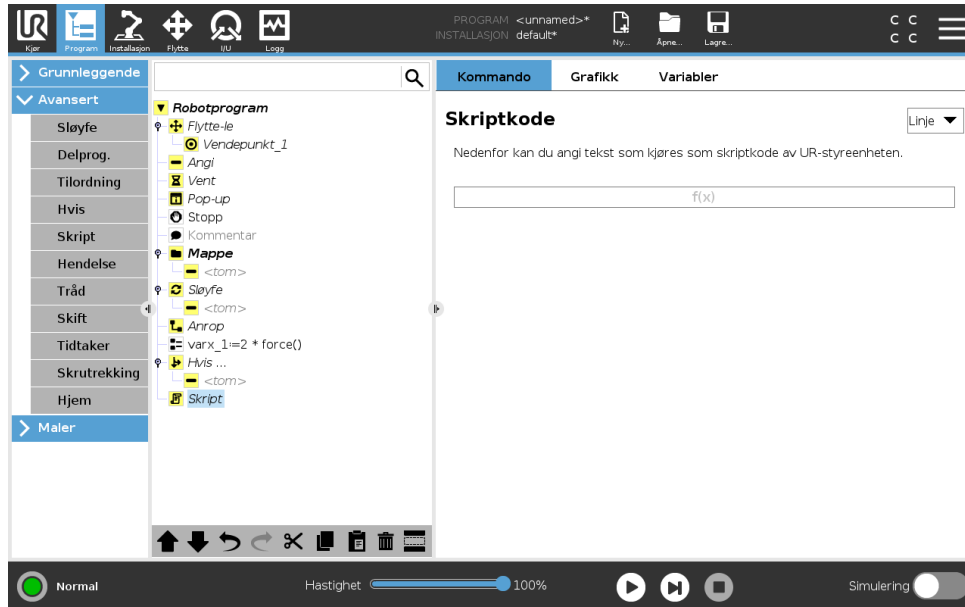 UR
PROGRAM <unnamed>*
INSTALLASJON default*
Kjør Program Installasjon Flytte I/U Logg Ny... Åpne... Lagre...
C C
C C
Grunnleggende
Avansert
Sløyfe
Delprog.
Tilordning
Hvis
Skript
Hendelse
Tråd
Skift
Tidtaker
Skrutrekking
Hjem
Maler
Robotprogram
Flytte-le
Vendepunkt_1
Angi
Vent
Pop-up
Stopp
Kommentar
Mappe
<tom>
Sløyfe
<tom>
Anrop
varx_1:=2 * force()
Hvis ...
<tom>
Skript
Kommando Grafikk Variabler
Skriptkode
Linje
Nedenfor kan du angi tekst som kjøres som skriptkode av UR-styreenheten.
f(x)
Normal
Hastighet 100%
Simulering